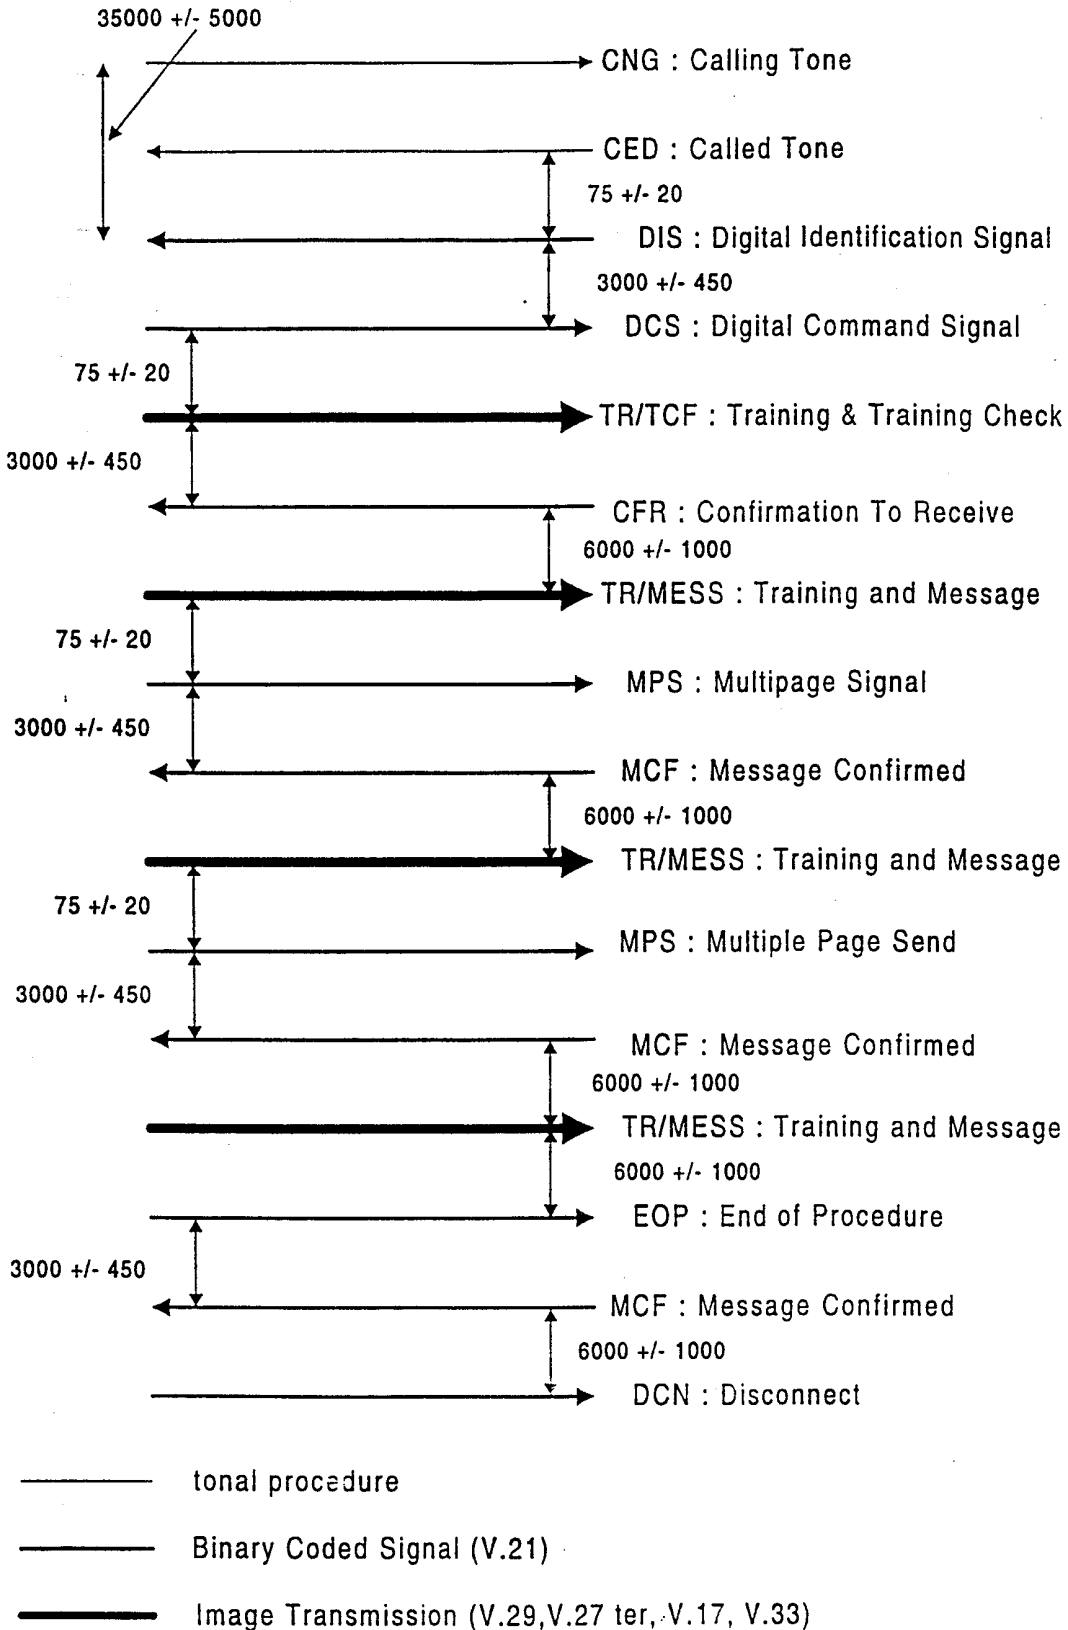 35000 +/- 5000
CNG : Calling Tone
CED : Called Tone
75 +/- 20
DIS : Digital Identification Signal
3000 +/- 450
DCS : Digital Command Signal
75 +/- 20
TR/TCF : Training & Training Check
3000 +/- 450
CFR : Confirmation To Receive
6000 +/- 1000
TR/MESS : Training and Message
75 +/- 20
MPS : Multipage Signal
3000 +/- 450
MCF : Message Confirmed
6000 +/- 1000
TR/MESS : Training and Message
75 +/- 20
MPS : Multiple Page Send
3000 +/- 450
MCF : Message Confirmed
6000 +/- 1000
TR/MESS : Training and Message
6000 +/- 1000
EOP : End of Procedure
3000 +/- 450
MCF : Message Confirmed
6000 +/- 1000
DCN : Disconnect
tonal procedure
Binary Coded Signal (V.21)
Image Transmission (V.29,V.27 ter, V.17, V.33)